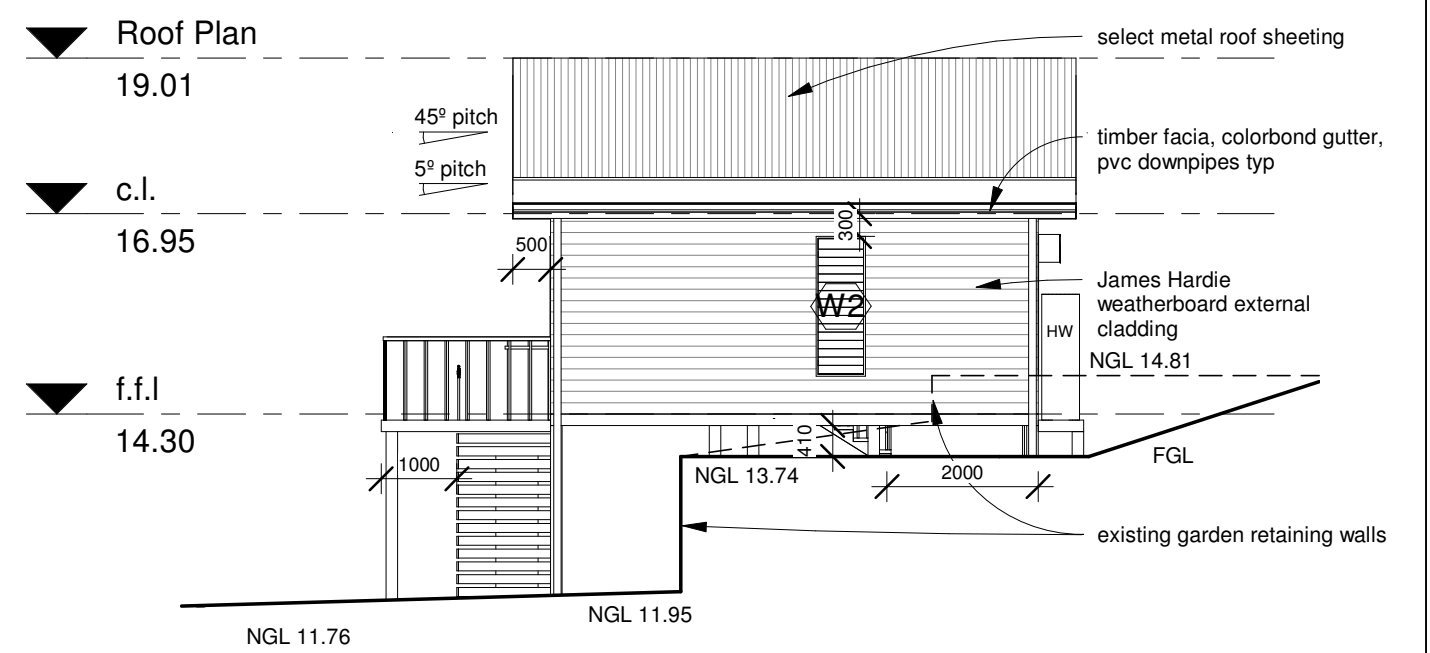 Roof Plan
19.01
select metal roof sheeting
45º pitch
timber facia, colorbond gutter,
pvc downpipes typ
5º pitch
c.l.
16.95
300
500
James Hardie
weatherboard external
cladding
W2
HW
NGL 14.81
f.f.l
14.30
410
1000
NGL 13.74
2000
FGL
existing garden retaining walls
NGL 11.95
NGL 11.76